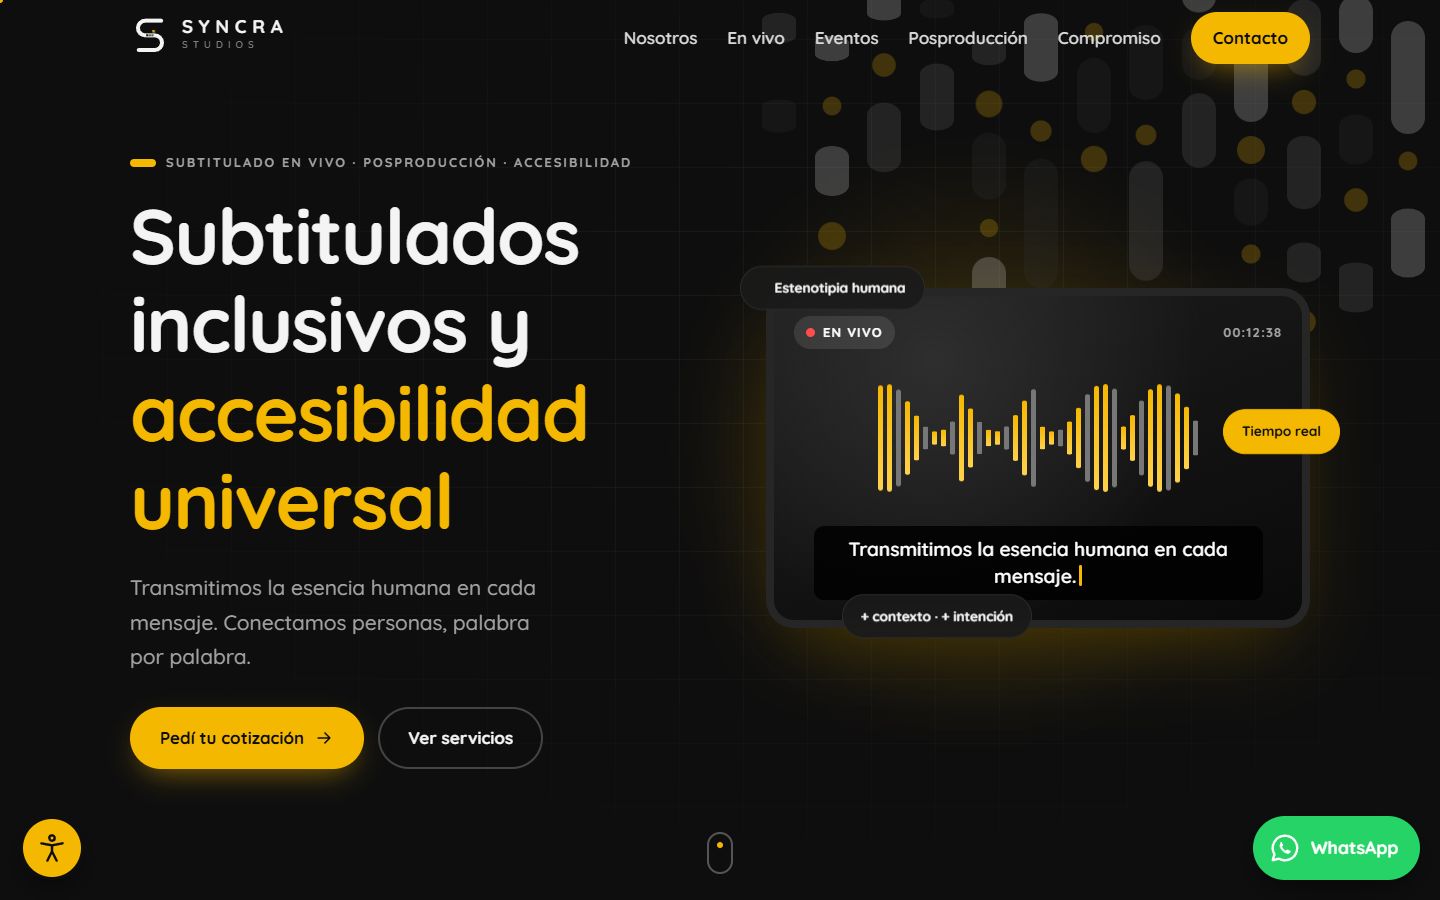 SYNCRA
STUDIOS
Nosotros
En vivo
Eventos
Posproducción
Compromiso
Contacto
SUBTITULADO EN VIVO · POSPRODUCCIÓN · ACCESIBILIDAD
Subtitulados
inclusivos y
accesibilidad
universal
Transmitimos la esencia humana en cada
mensaje. Conectamos personas, palabra
por palabra.
Pedí tu cotización →
Ver servicios
Estenotipia humana
EN VIVO
00:12:38
Tiempo real
Transmitimos la esencia humana en cada
mensaje.
+ contexto · + intención
WhatsApp